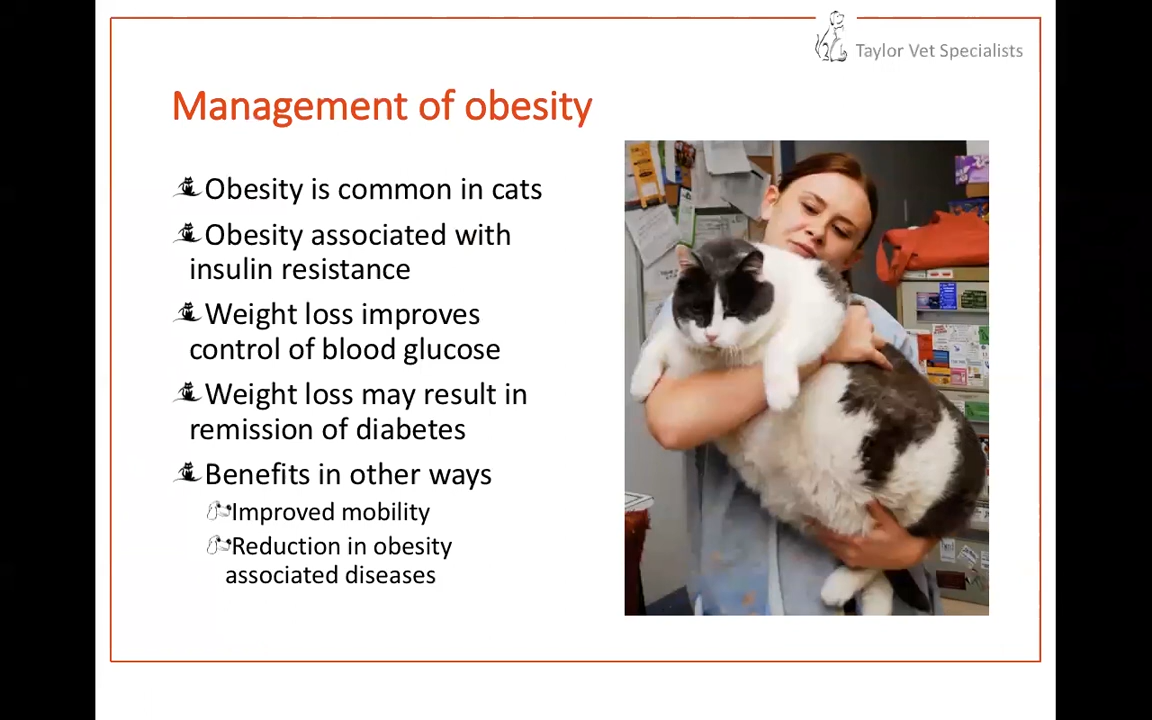 Taylor Vet Specialists
Management of obesity
Obesity is common in cats
Obesity associated with
insulin resistance
Weight loss improves
control of blood glucose
Weight loss may result in
remission of diabetes
Benefits in other ways
Improved mobility
Reduction in obesity
associated diseases